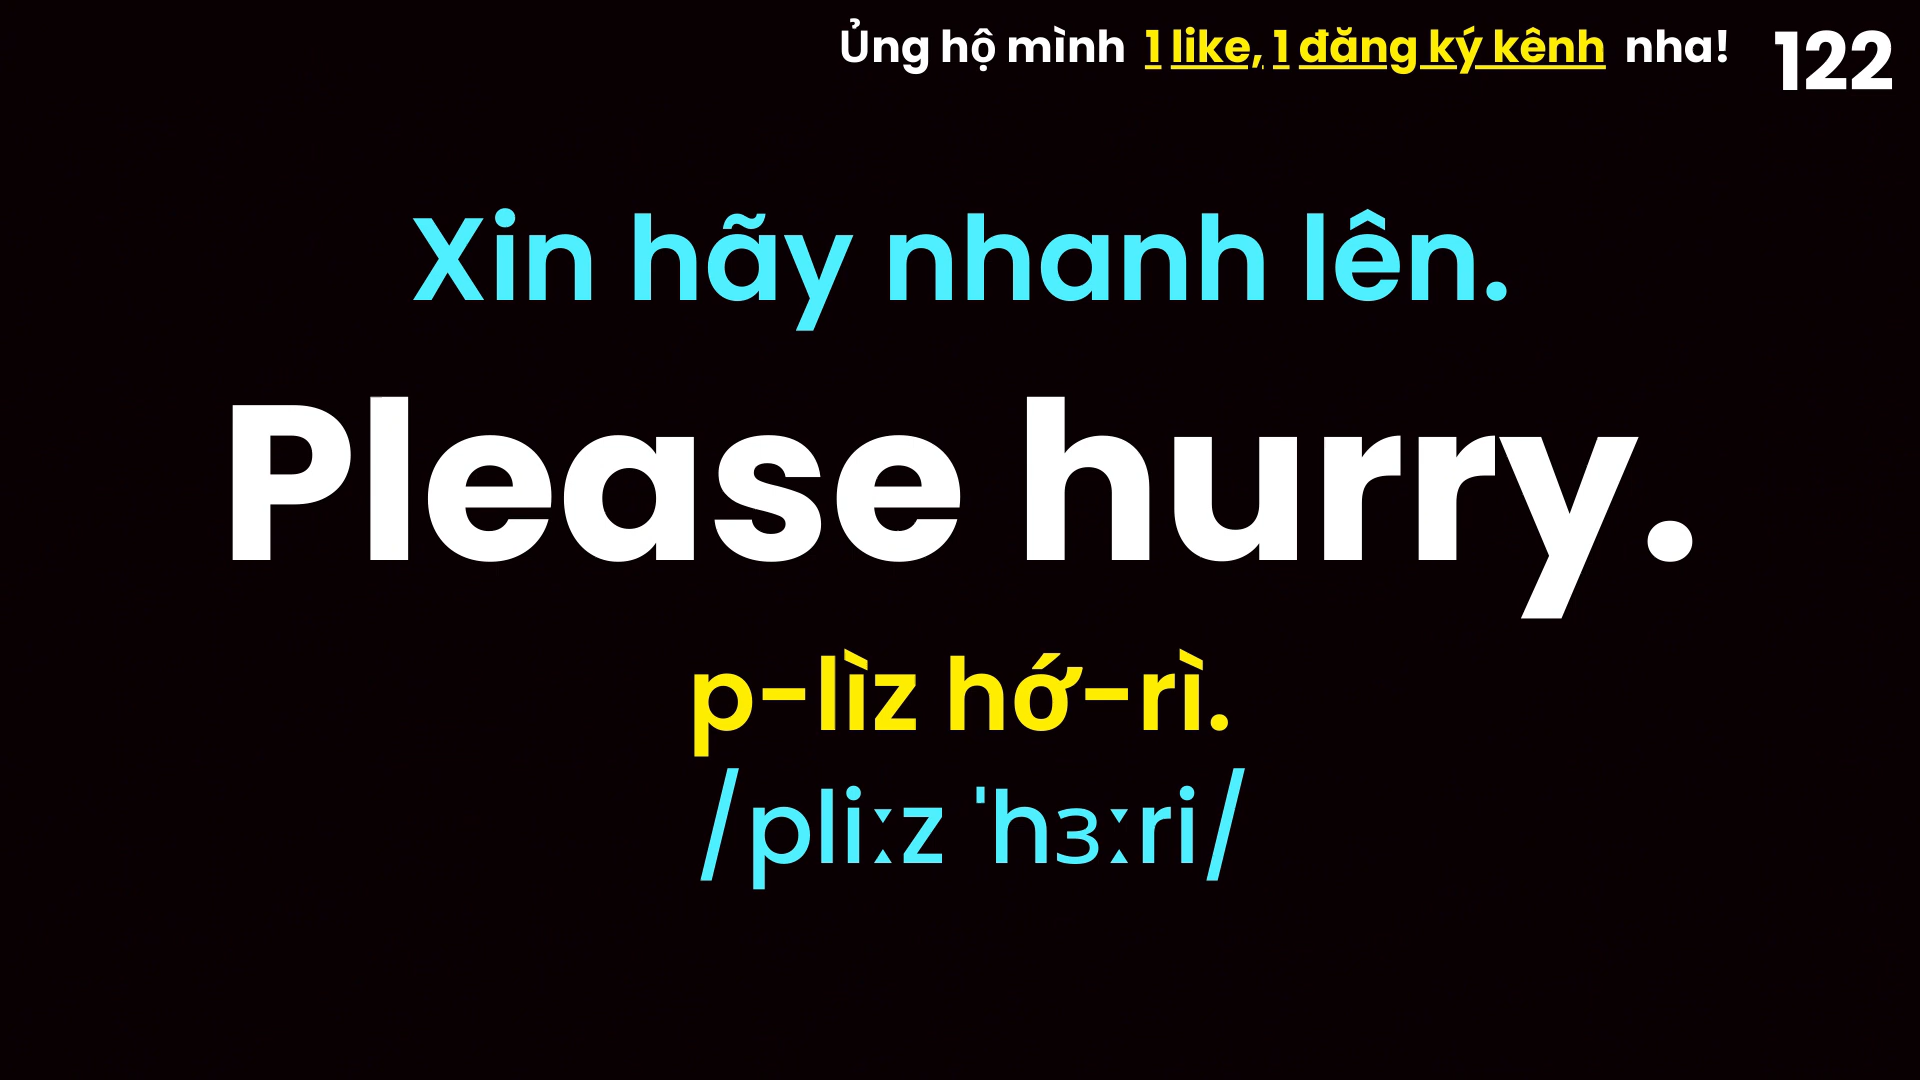 Ủng hộ mình 1 like, 1 đăng ký kênh nha! 122
Xin hãy nhanh lên.
Please hurry.
p-lìz hớ-rì.
/pliːz ˈhɜːri/